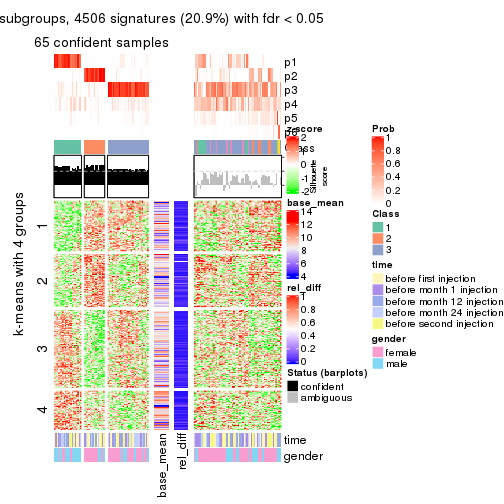 subgroups, 4506 signatures (20.9%) with fdr < 0.05
65 confident samples
p1
p2
p3
p4
p5
Silhouette
score
k-means with 4 groups
1
2
3
4
base_mean
rel_diff
time
gender
z-score
2
1
0
-1
-2
base_mean
14
12
10
8
6
4
rel_diff
1
0.8
0.6
0.4
0.2
0
Status (barplots)
confident
ambiguous
Prob
1
0.8
0.6
0.4
0.2
0
Class
1
2
3
time
before first injection
before month 1 injection
before month 12 injection
before month 24 injection
before second injection
gender
female
male